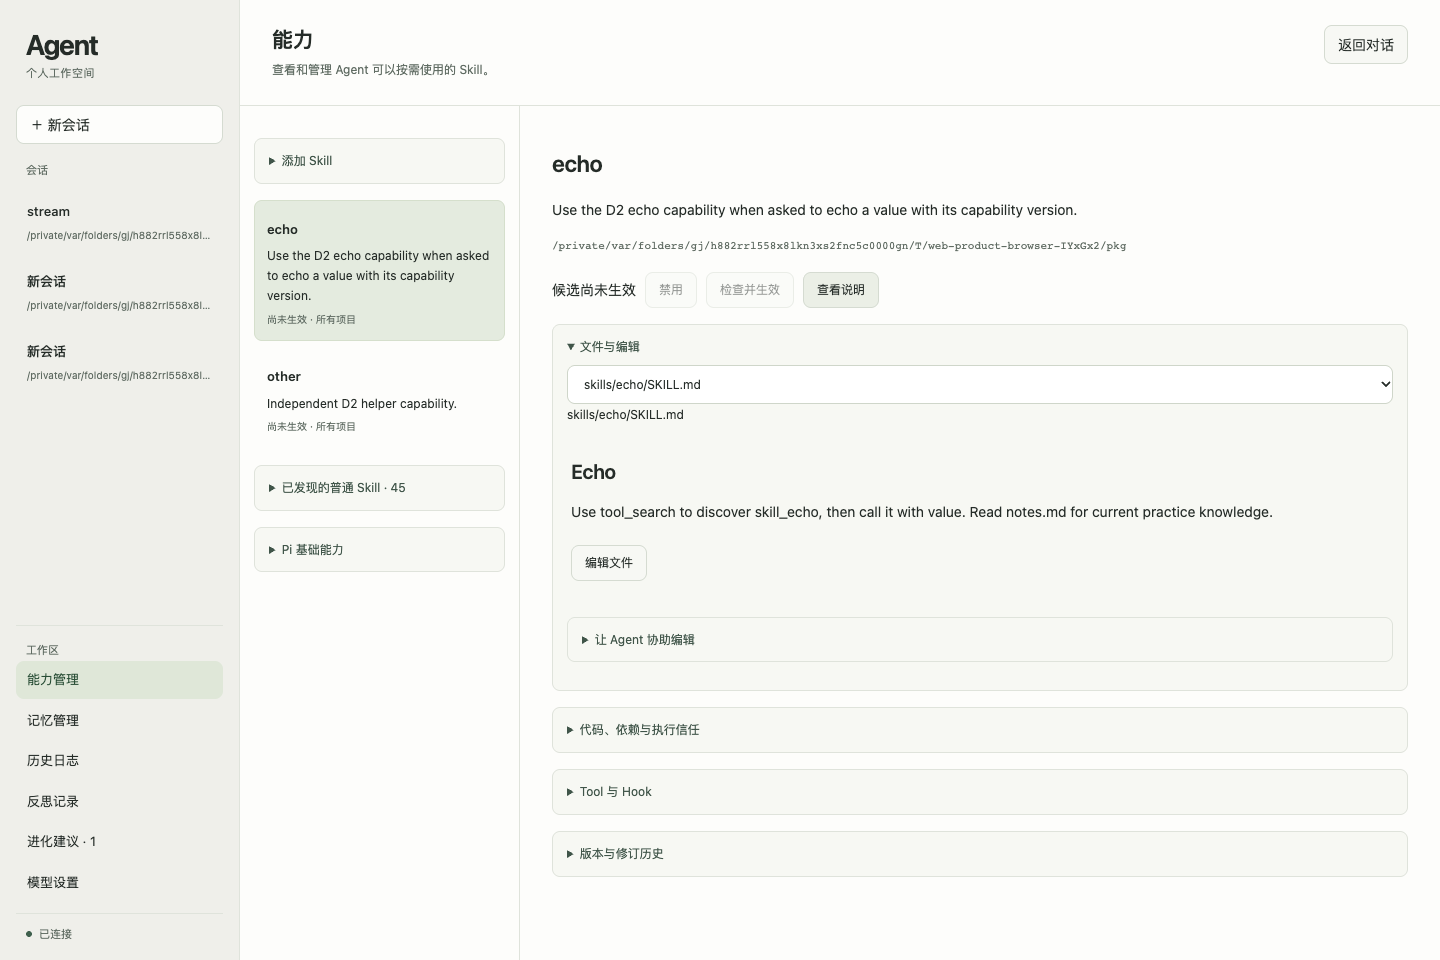 Agent
个人工作空间
+ 新会话
会话
stream
/private/var/folders/gj/h882rrl558x8l...
新会话
/private/var/folders/gj/h882rrl558x8l...
新会话
/private/var/folders/gj/h882rrl558x8l...
工作区
能力管理
记忆管理
历史日志
反思记录
进化建议 · 1
模型设置
已连接
能力
查看和管理 Agent 可以按需使用的 Skill。
返回对话
添加 Skill
echo
Use the D2 echo capability when asked
to echo a value with its capability
version.
尚未生效 · 所有项目
other
Independent D2 helper capability.
尚未生效 · 所有项目
已发现的普通 Skill · 45
Pi 基础能力
echo
Use the D2 echo capability when asked to echo a value with its capability version.
/private/var/folders/gj/h882rrl558x8lkn3xs2fnc5c0000gn/T/web-product-browser-IYxGx2/pkg
候选尚未生效 禁用 检查并生效 查看说明
文件与编辑
skills/echo/SKILL.md
skills/echo/SKILL.md
Echo
Use tool_search to discover skill_echo, then call it with value. Read notes.md for current practice knowledge.
编辑文件
让 Agent 协助编辑
代码、依赖与执行信任
Tool 与 Hook
版本与修订历史